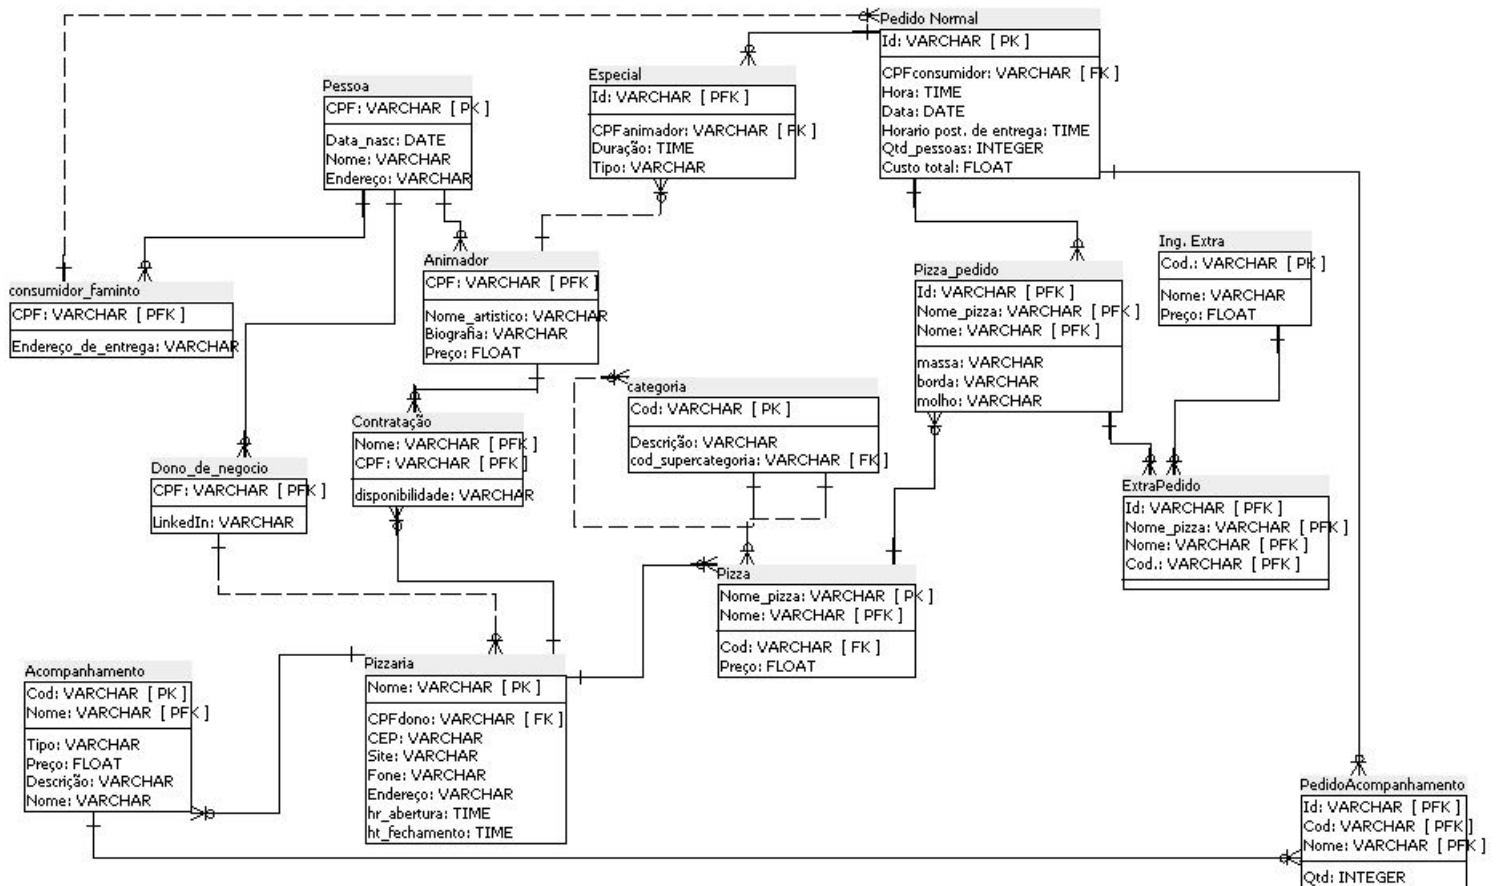 Pedido Normal
Id: VARCHAR [ PK ]
CPFconsumidor: VARCHAR [ FK ]
Hora: TIME
Data: DATE
Horario post. de entrega: TIME
Qtd_pessoas: INTEGER
Custo total: FLOAT
Especial
Id: VARCHAR [ PFK ]
CPFanimador: VARCHAR [ FK ]
Duração: TIME
Tipo: VARCHAR
Pessoa
CPF: VARCHAR [ PK ]
Data_nasc: DATE
Nome: VARCHAR
Endereço: VARCHAR
consumidor_faminto
CPF: VARCHAR [ PFK ]
Endereço_de_entrega: VARCHAR
Animador
CPF: VARCHAR [ PFK ]
Nome_artistico: VARCHAR
Biografia: VARCHAR
Preço: FLOAT
Pizza_pedido
Id: VARCHAR [ PFK ]
Nome_pizza: VARCHAR [ PFK ]
Nome: VARCHAR [ PFK ]
massa: VARCHAR
borda: VARCHAR
molho: VARCHAR
Ing. Extra
Cod.: VARCHAR [ PK ]
Nome: VARCHAR
Preço: FLOAT
categoria
Cod: VARCHAR [ PK ]
Descrição: VARCHAR
cod_supercategoria: VARCHAR [ FK ]
Contratação
Nome: VARCHAR [ PFK ]
CPF: VARCHAR [ PFK ]
disponibilidade: VARCHAR
Dono_de_negocio
CPF: VARCHAR [ PFK ]
LinkedIn: VARCHAR
ExtraPedido
Id: VARCHAR [ PFK ]
Nome_pizza: VARCHAR [ PFK ]
Nome: VARCHAR [ PFK ]
Cod.: VARCHAR [ PFK ]
Pizza
Nome_pizza: VARCHAR [ PK ]
Nome: VARCHAR [ PFK ]
Cod: VARCHAR [ FK ]
Preço: FLOAT
Acompanhamento
Cod: VARCHAR [ PK ]
Nome: VARCHAR [ PFK ]
Tipo: VARCHAR
Preço: FLOAT
Descrição: VARCHAR
Nome: VARCHAR
Pizzaria
Nome: VARCHAR [ PK ]
CPFdono: VARCHAR [ FK ]
CEP: VARCHAR
Site: VARCHAR
Fone: VARCHAR
Endereço: VARCHAR
hr_abertura: TIME
ht_fechamento: TIME
PedidoAcompanhamento
Id: VARCHAR [ PFK ]
Cod: VARCHAR [ PFK ]
Nome: VARCHAR [ PFK ]
Qtd: INTEGER